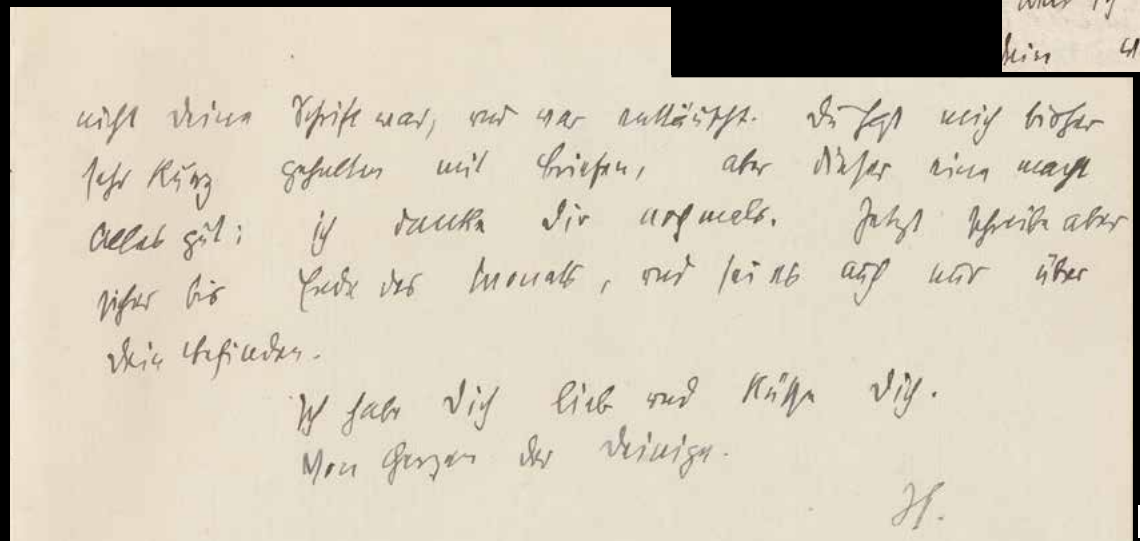 nicht deine Schrift war, und war enttäuscht. Du hast mich bisher
sehr kurz gehalten mit Briefen, aber dieser eine macht
Alles gut: ich danke Dir nochmals. Jetzt schreibe aber
sicher bis Ende des Monats, und sei es auch nur über
Dein Befinden.
Ich habe Dich lieb und küsse Dich.
Von Herzen der Deinige.
H.